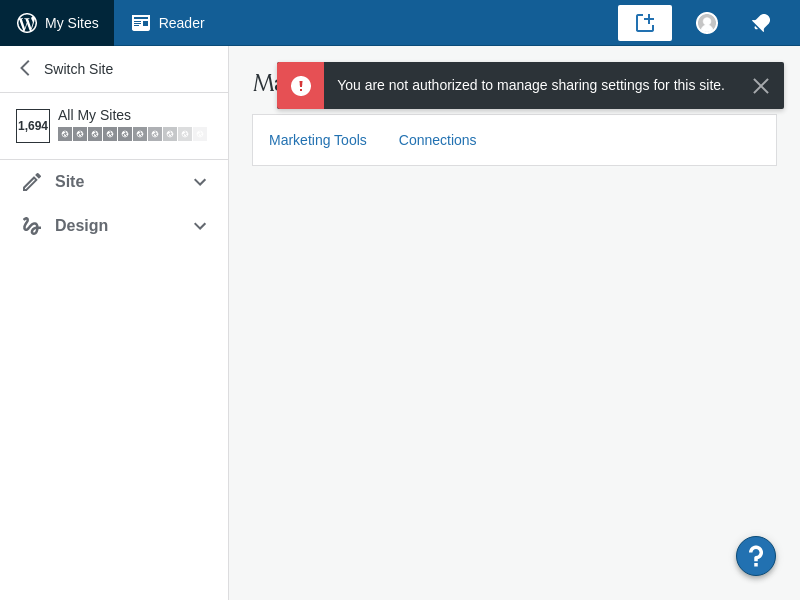 My Sites
Reader
Switch Site
You are not authorized to manage sharing settings for this site.
1,694
All My Sites
Marketing Tools
Connections
Site
Design